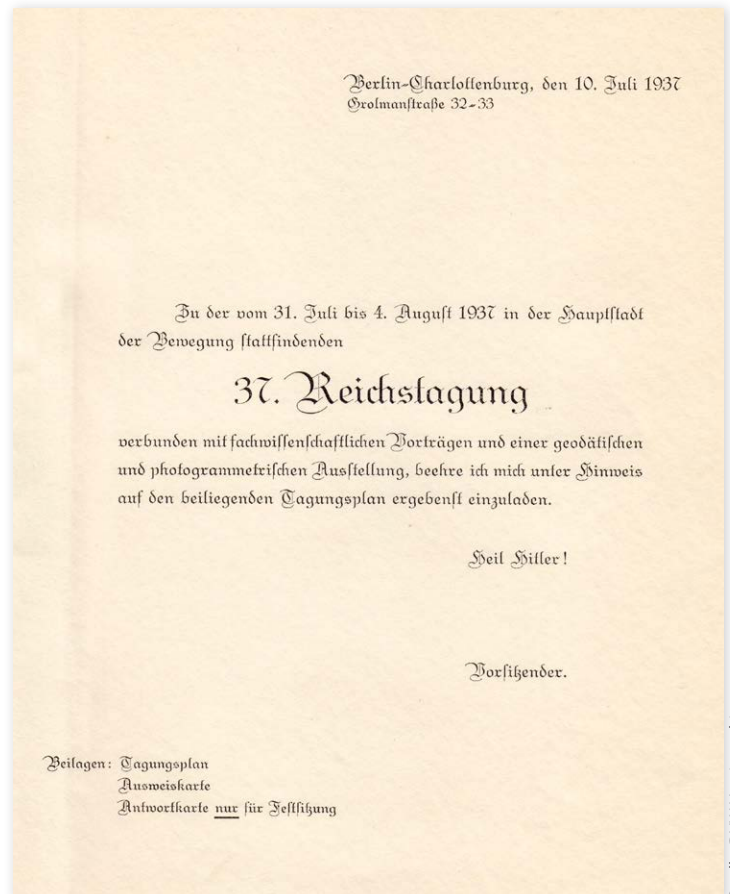 Berlin-Charlottenburg, den 10. Juli 1937
Grolmanstraße 32-33
Zu der vom 31. Juli bis 4. August 1937 in der Hauptstadt
der Bewegung stattfindenden
37. Reichstagung
verbunden mit fachwissenschaftlichen Vorträgen und einer geodätischen
und photogrammetrischen Ausstellung, beehre ich mich unter Hinweis
auf den beiliegenden Tagungsplan ergebenst einzuladen.
Heil Hitler!
Vorsitzender.
Beilagen: Tagungsplan
Ausweiskarte
Antwortkarte nur für Festsitzung